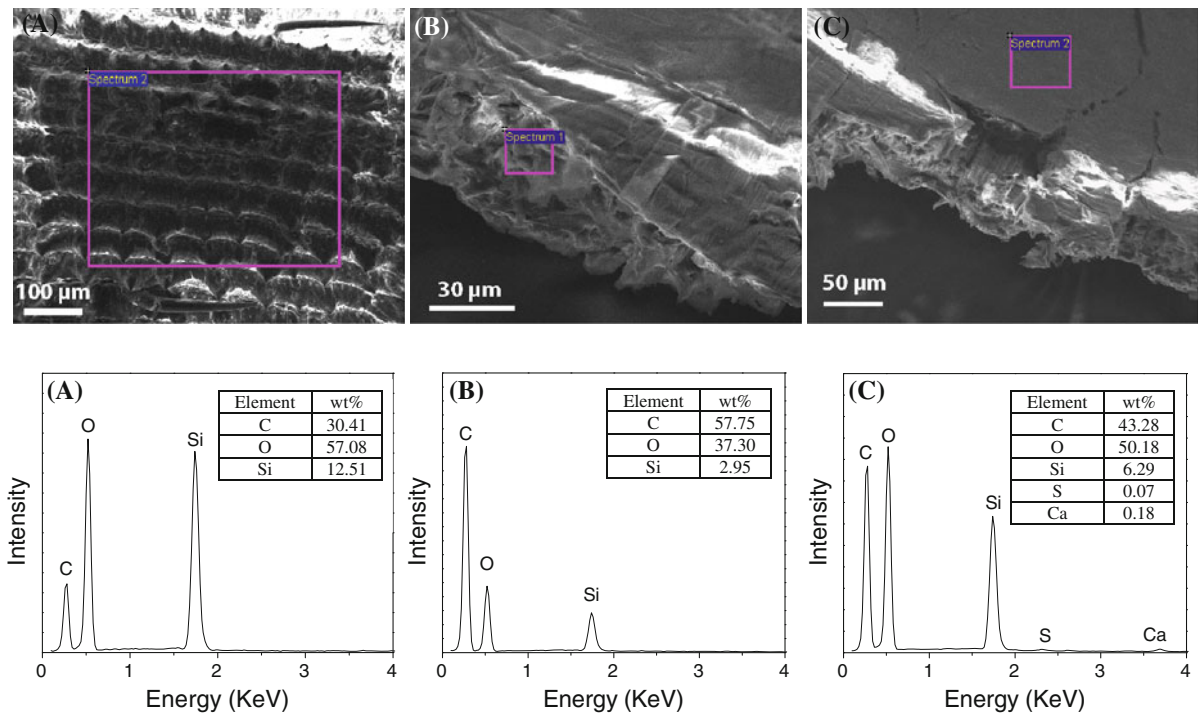 (A)
Spectrum 2
100 μm
(B)
Spectrum 1
30 μm
(C)
Spectrum 2
50 μm
(A)
Element wt%
C 30.41
O 57.08
Si 12.51
C
O
Si
Intensity
0 1 2 3 4
Energy (KeV)
(B)
Element wt%
C 57.75
O 37.30
Si 2.95
C
O
Si
Intensity
0 1 2 3 4
Energy (KeV)
(C)
Element wt%
C 43.28
O 50.18
Si 6.29
S 0.07
Ca 0.18
C
O
Si
S
Ca
Intensity
0 1 2 3 4
Energy (KeV)